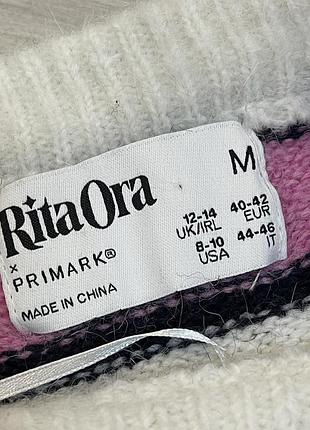 Rita Ora
×
PRIMARK®
MADE IN CHINA
M
12-14 40-42
UK/IRL EUR
8-10 44-46
USA IT